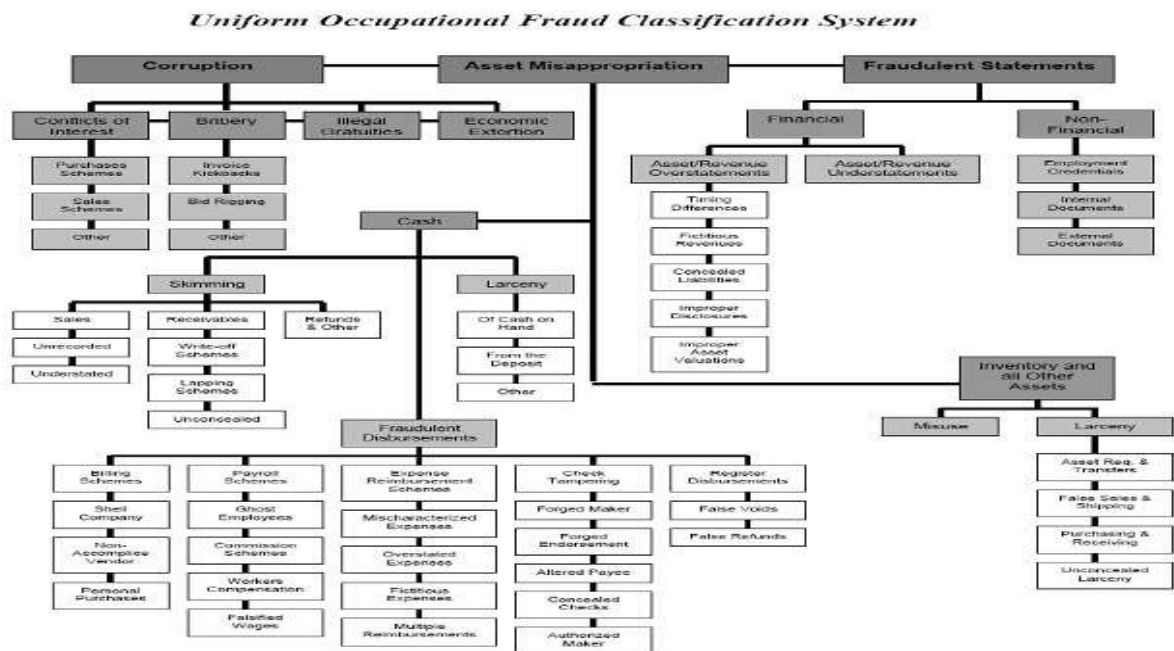 Uniform Occupational Fraud Classification System
Corruption
Asset Misappropriation
Fraudulent Statements
Conflicts of
Interest
Bribery
Illegal
Gratuities
Economic
Extortion
Financial
Non-
Financial
Purchases
Schemes
Sales
Schemes
Other
Invoice
Kickbacks
Bid Rigging
Other
Asset/Revenue
Overstatements
Asset/Revenue
Understatements
Timing
Differences
Fictitious
Revenues
Concealed
Liabilities
Improper
Disclosures
Improper
Asset
Valuations
Employment
Credentials
Internal
Documents
External
Documents
Cash
Skimming
Larceny
Sales
Unrecorded
Understated
Receivables
Write-off
Schemes
Lapping
Schemes
Unconcealed
Refunds
& Other
Of Cash on
Hand
From the
Deposit
Other
Inventory and
all Other
Assets
Misuse
Larceny
Asset Req. &
Transfers
False Sales &
Shipping
Purchasing &
Receiving
Unconcealed
Larceny
Fraudulent
Disbursements
Billing
Schemes
Shell
Company
Non-
Accomplice
Vendor
Personal
Purchases
Payroll
Schemes
Ghost
Employees
Commission
Schemes
Workers
Compensation
Falsified
Wages
Expense
Reimbursement
Schemes
Mischaracterized
Expenses
Overstated
Expenses
Fictitious
Expenses
Multiple
Reimbursements
Check
Tampering
Forged Maker
Forged
Endorsement
Altered Payee
Concealed
Checks
Authorized
Maker
Register
Disbursements
False Voids
False Refunds